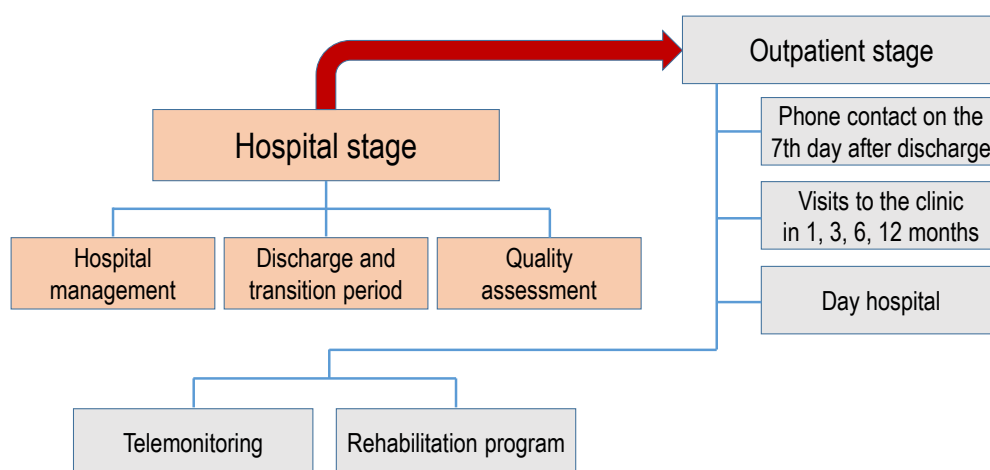 Outpatient stage
Hospital stage
Phone contact on the
7th day after discharge
Visits to the clinic
in 1, 3, 6, 12 months
Hospital
management
Discharge and
transition period
Quality
assessment
Day hospital
Telemonitoring
Rehabilitation program